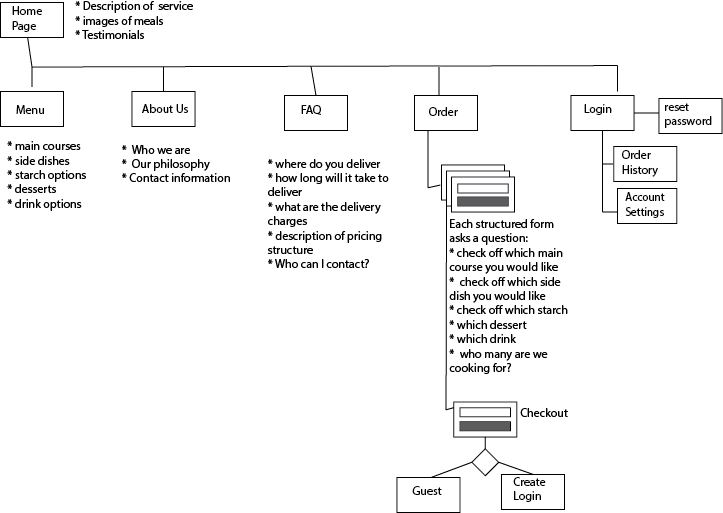 Home
Page
* Description of service
* images of meals
* Testimonials
Menu
About Us
FAQ
Order
Login
reset
password
* main courses
* side dishes
* starch options
* desserts
* drink options
* Who we are
* Our philosophy
* Contact information
* where do you deliver
* how long will it take to
deliver
* what are the delivery
charges
* description of pricing
structure
* Who can I contact?
Order
History
Account
Settings
Each structured form
asks a question:
* check off which main
course you would like
* check off which side
dish you would like
* check off which starch
* which dessert
* which drink
* who many are we
cooking for?
Checkout
Guest
Create
Login